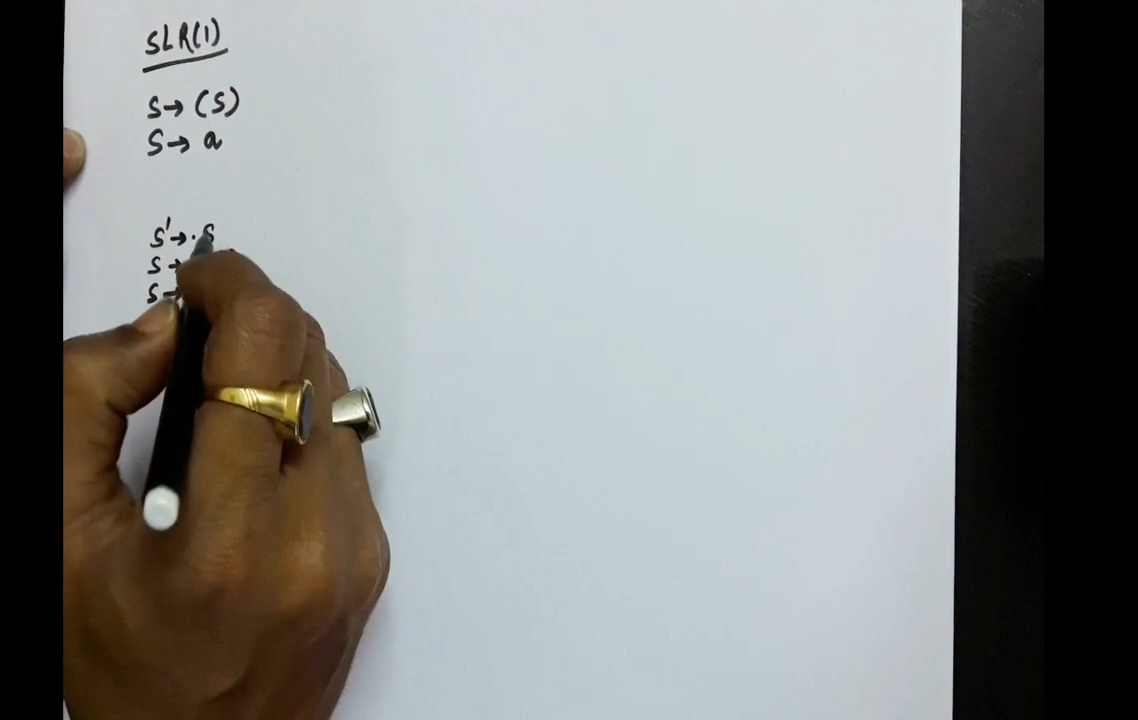 SLR(1)
S→ (S)
S→ a
S'→.S
S→
S→